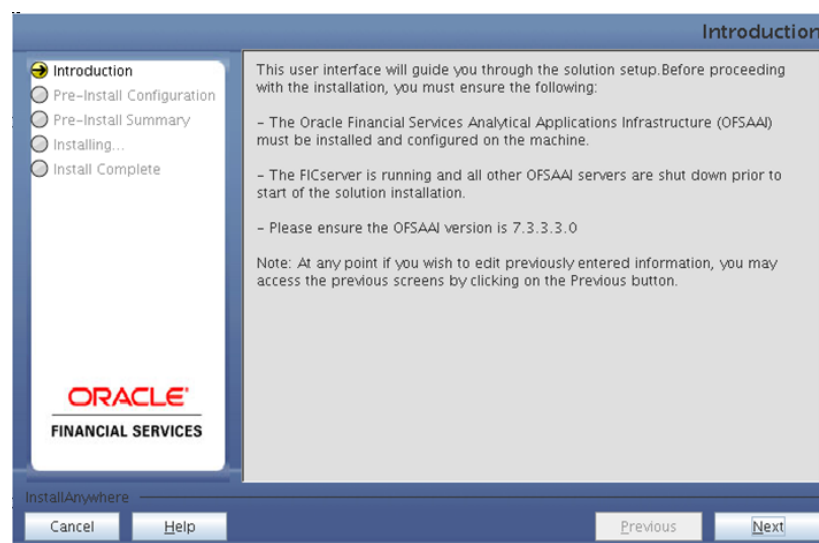 Introduction
Introduction
Pre-Install Configuration
Pre-Install Summary
Installing...
Install Complete
ORACLE'
FINANCIAL SERVICES
This user interface will guide you through the solution setup.Before proceeding
with the installation, you must ensure the following:
- The Oracle Financial Services Analytical Applications Infrastructure (OFSAAI)
must be installed and configured on the machine.
- The FICserver is running and all other OFSAAI servers are shut down prior to
start of the solution installation.
- Please ensure the OFSAAI version is 7.3.3.3.0
Note: At any point if you wish to edit previously entered information, you may
access the previous screens by clicking on the Previous button.
InstallAnywhere
Cancel
Help
Previous
Next